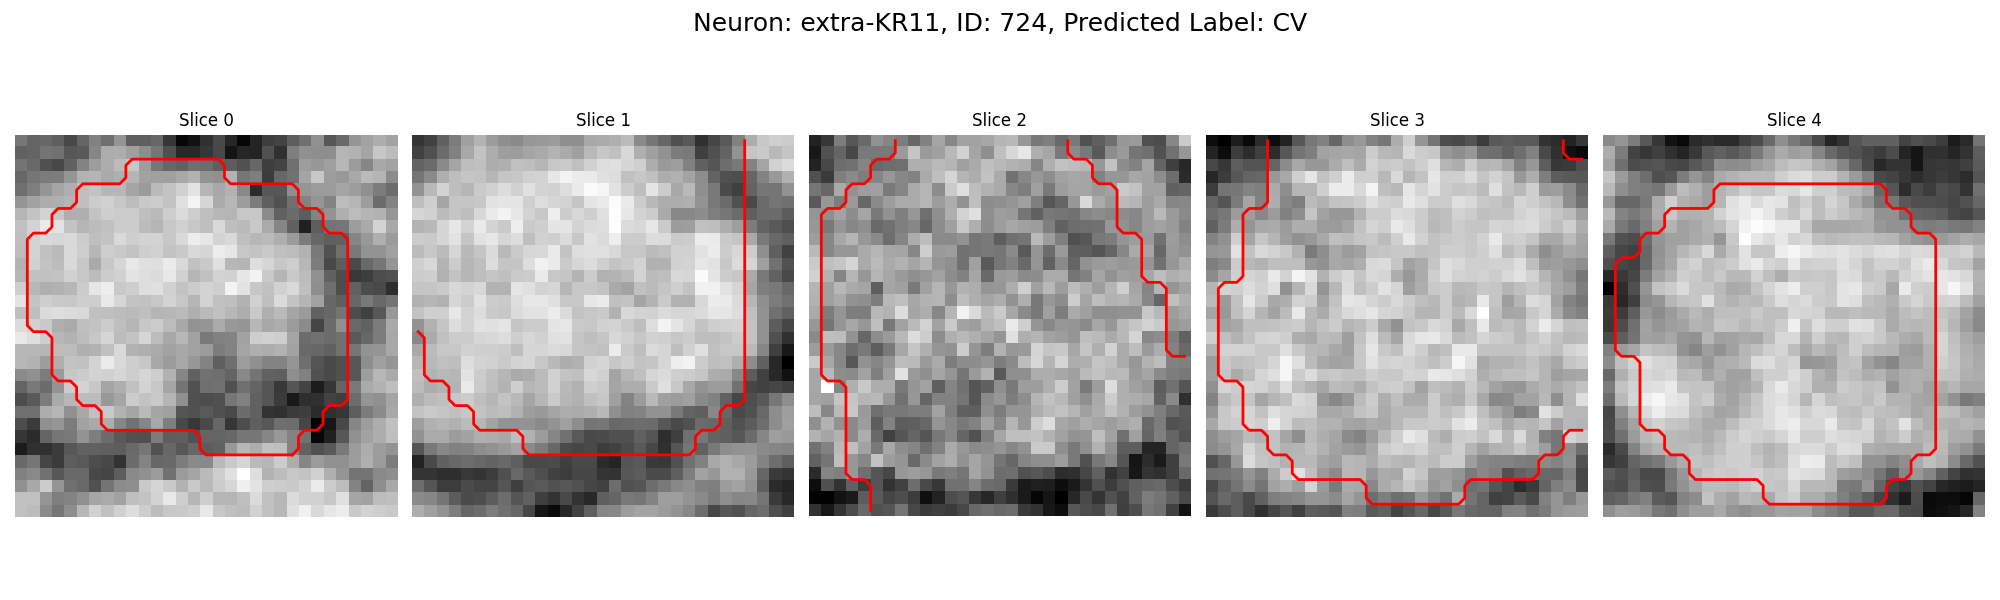 Neuron: extra-KR11, ID: 724, Predicted Label: CV
Slice 0
Slice 1
Slice 2
Slice 3
Slice 4